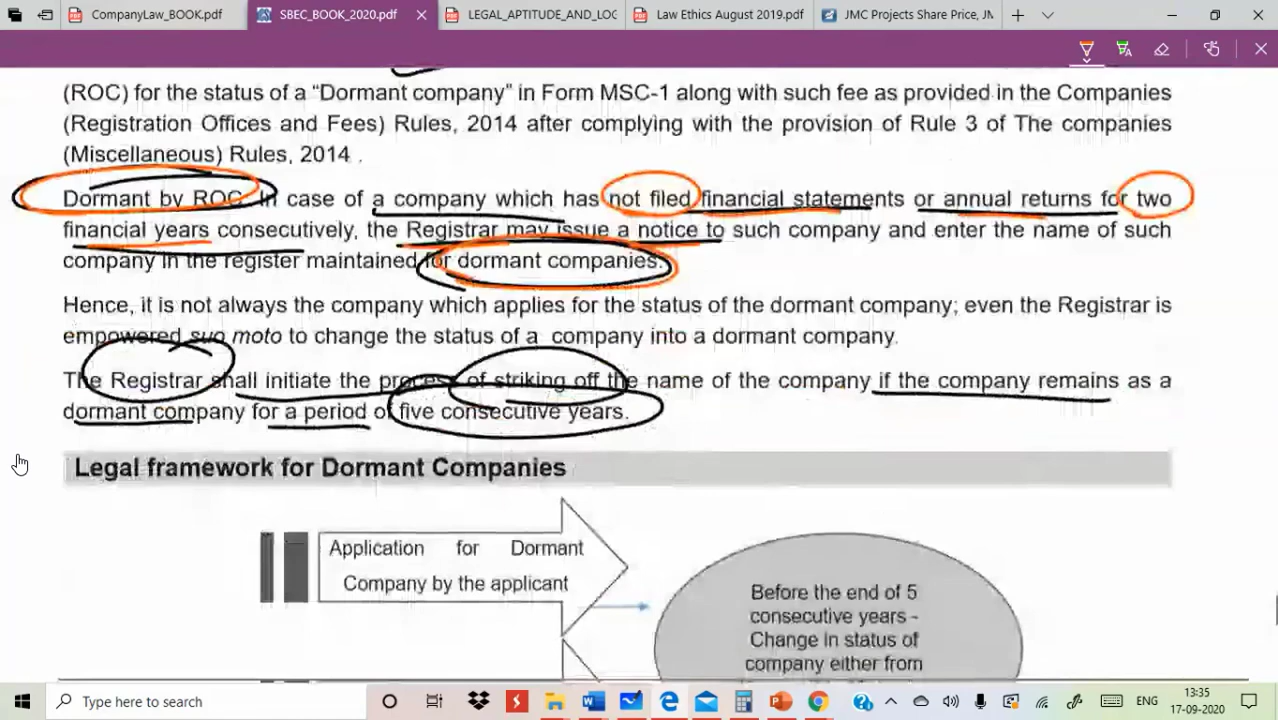 CompanyLaw_BOOK.pdf
SBEC_BOOK_2020.pdf
LEGAL_APTITUDE_AND_LOG
Law Ethics August 2019.pdf
JMC Projects Share Price, JM
(ROC) for the status of a “Dormant company” in Form MSC-1 along with such fee as provided in the Companies
(Registration Offices and Fees) Rules, 2014 after complying with the provision of Rule 3 of The companies
(Miscellaneous) Rules, 2014 .
Dormant by ROC. In case of a company which has not filed financial statements or annual returns for two
financial years consecutively, the Registrar may issue a notice to such company and enter the name of such
company in the register maintained for dormant companies.
Hence, it is not always the company which applies for the status of the dormant company; even the Registrar is
empowered suo moto to change the status of a company into a dormant company.
The Registrar shall initiate the process of striking off the name of the company if the company remains as a
dormant company for a period of five consecutive years.
Legal framework for Dormant Companies
Application for Dormant
Company by the applicant
Before the end of 5
consecutive years -
Change in status of
company either from
Type here to search
ENG
13:35
17-09-2020